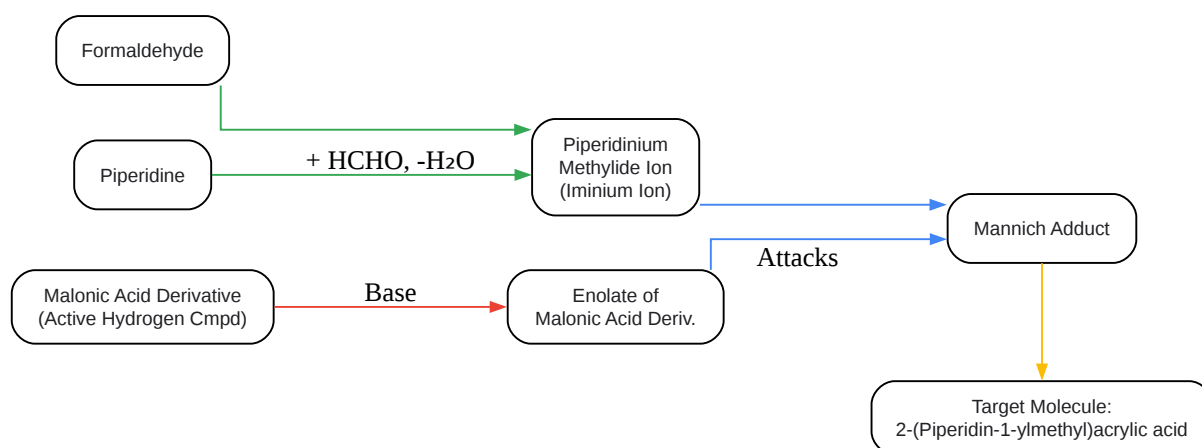 Formaldehyde
Piperidine
+ HCHO, -H₂O
Piperidinium
Methylide Ion
(Iminium Ion)
Mannich Adduct
Attacks
Malonic Acid Derivative
(Active Hydrogen Cmpd)
Base
Enolate of
Malonic Acid Deriv.
Target Molecule:
2-(Piperidin-1-ylmethyl)acrylic acid